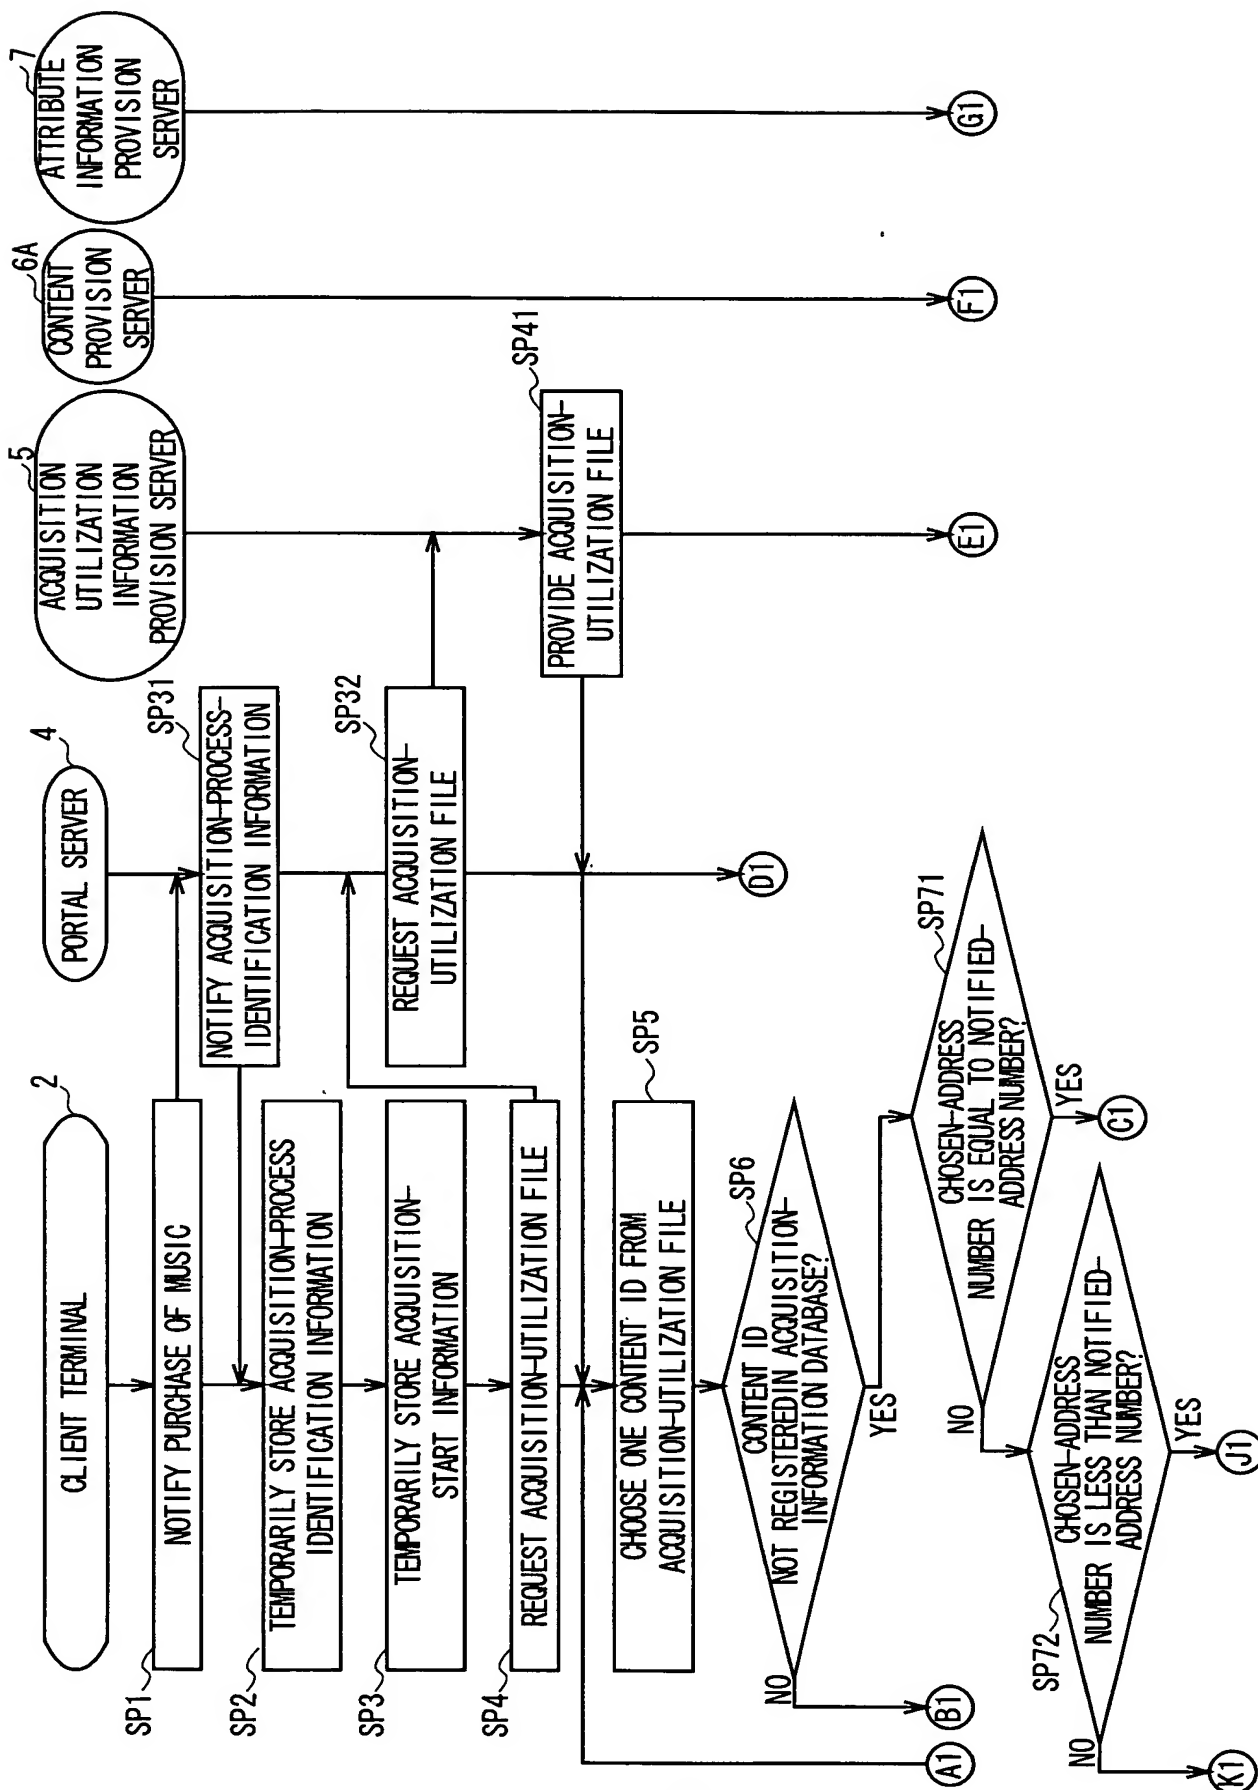 CLIENT TERMINAL
2
PORTAL SERVER
4
ACQUISITION
UTILIZATION
INFORMATION
PROVISION SERVER
5
CONTENT
PROVISION
SERVER
6A
ATTRIBUTE
INFORMATION
PROVISION
SERVER
7
SP1
NOTIFY PURCHASE OF MUSIC
SP31
NOTIFY ACQUISITION-PROCESS-
IDENTIFICATION INFORMATION
SP2
TEMPORARILY STORE ACQUISITION-PROCESS
IDENTIFICATION INFORMATION
SP3
TEMPORARILY STORE ACQUISITION-
START INFORMATION
SP32
REQUEST ACQUISITION-
UTILIZATION FILE
SP4
REQUEST ACQUISITION-UTILIZATION FILE
SP41
PROVIDE ACQUISITION-
UTILIZATION FILE
SP5
CHOOSE ONE CONTENT ID FROM
ACQUISITION-UTILIZATION FILE
SP6
CONTENT ID
NOT REGISTERED IN ACQUISITION-
INFORMATION DATABASE?
NO
YES
SP71
CHOSEN-ADDRESS
NUMBER IS EQUAL TO NOTIFIED-
ADDRESS NUMBER?
NO
YES
SP72
CHOSEN-ADDRESS
NUMBER IS LESS THAN NOTIFIED-
ADDRESS NUMBER?
NO
YES
A1
B1
C1
D1
E1
F1
G1
J1
K1